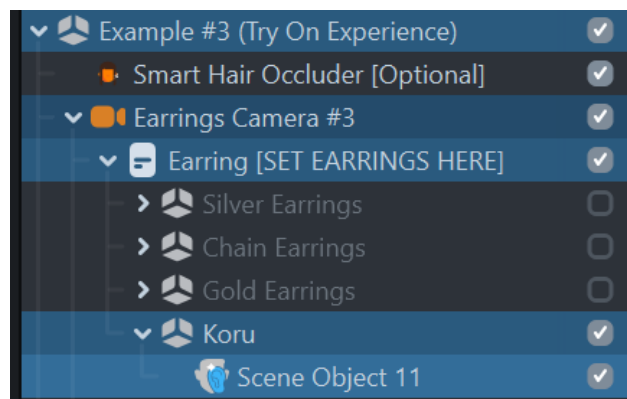 Example #3 (Try On Experience)
Smart Hair Occluder [Optional]
Earrings Camera #3
Earring [SET EARRINGS HERE]
Silver Earrings
Chain Earrings
Gold Earrings
Koru
Scene Object 11